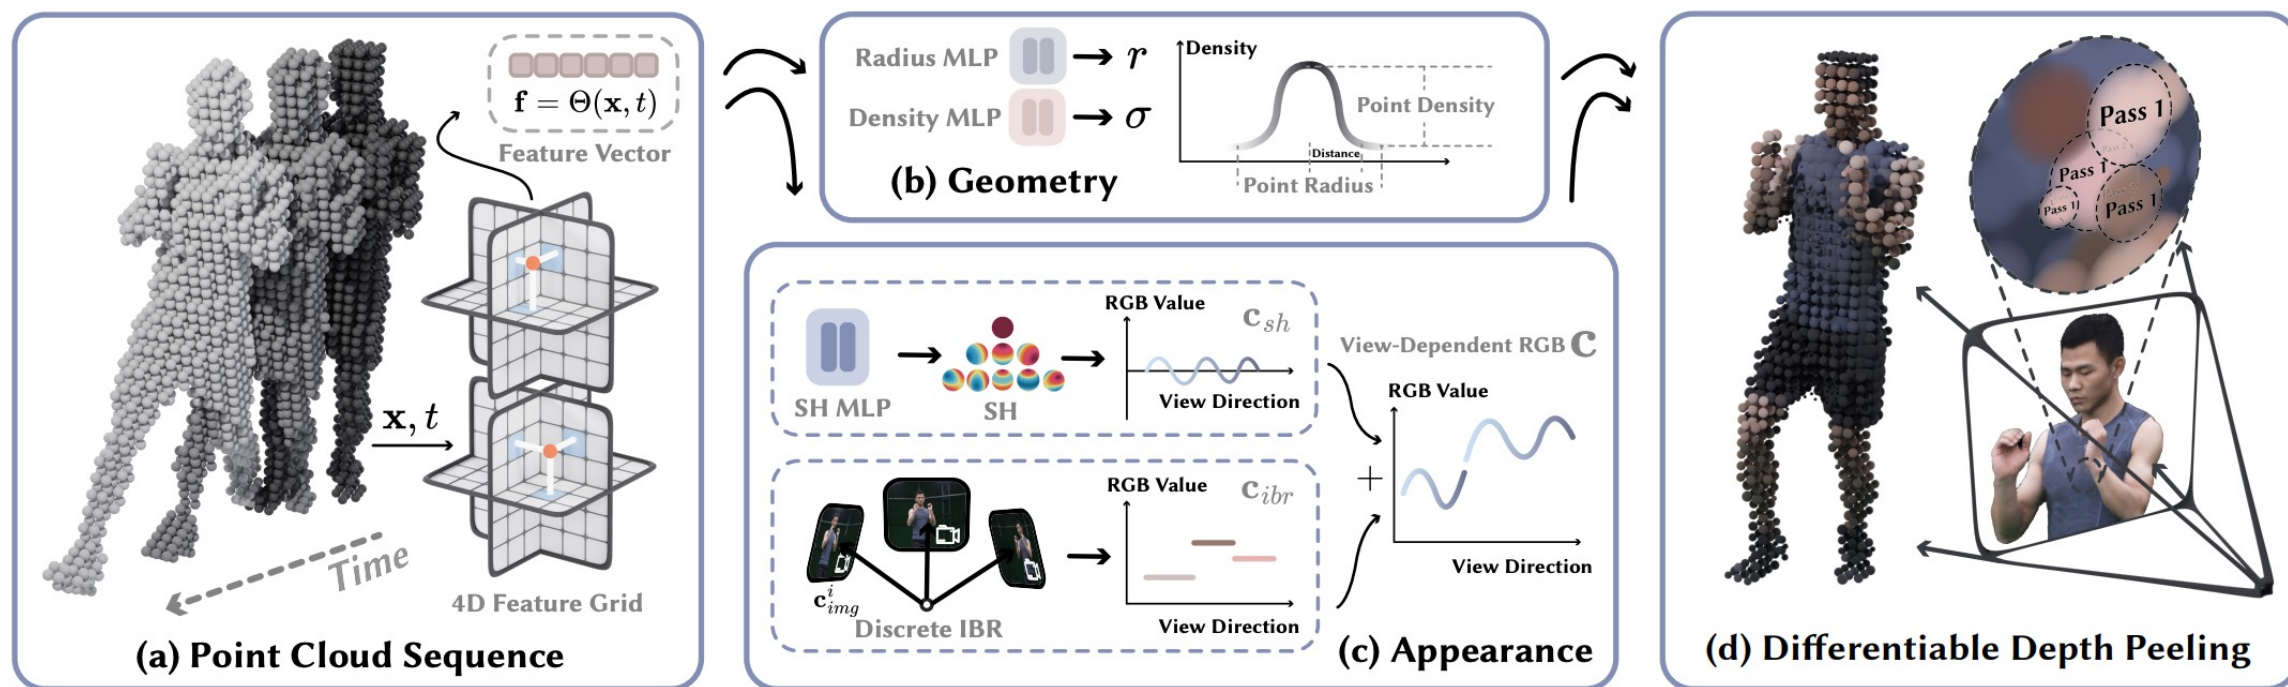 f = Θ(x, t)
Feature Vector
x, t
Time
4D Feature Grid
(a) Point Cloud Sequence
Radius MLP
r
Density MLP
σ
Density
Point Density
Distance
Point Radius
(b) Geometry
SH MLP
SH
RGB Value
c_sh
View Direction
c^i_img
Discrete IBR
RGB Value
c_ibr
View Direction
View-Dependent RGB c
RGB Value
+
View Direction
(c) Appearance
Pass 1
Pass 1
Pass 1
Pass 1
(d) Differentiable Depth Peeling